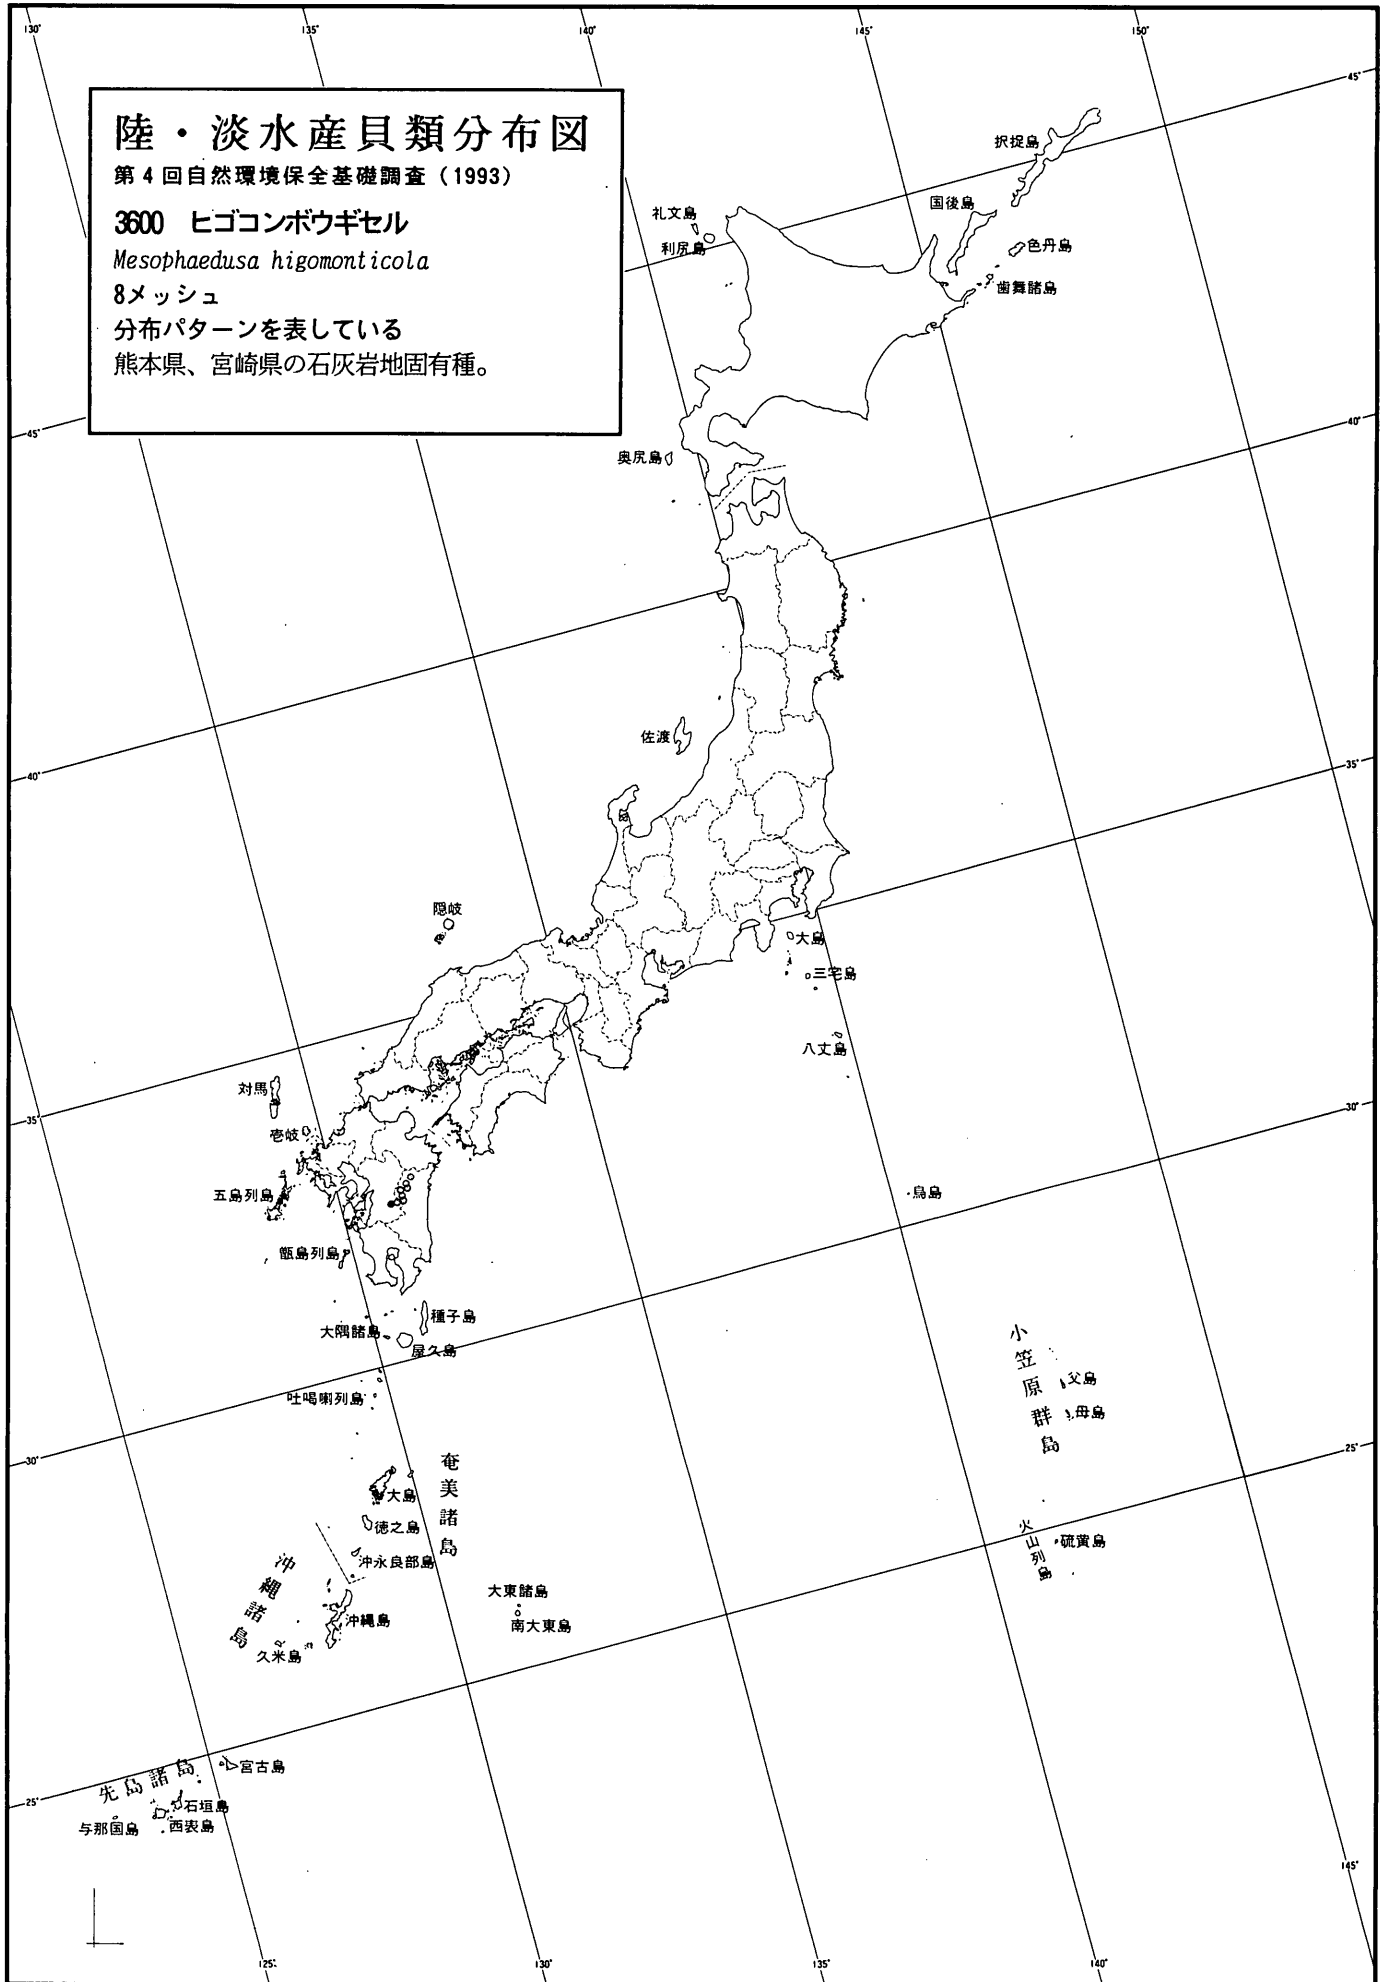 130°
135°
140°
145°
150°
陸・淡水産貝類分布図
第4回自然環境保全基礎調査（1993）
3600 ヒゴコンボウギセル
Mesophaedusa higomonticola
8メッシュ
分布パターンを表している
熊本県、宮崎県の石灰岩地固有種。
45°
択捉島
国後島
礼文島
利尻島
色丹島
歯舞諸島
45°
40°
奥尻島
佐渡
40°
35°
隠岐
大島
三宅島
八丈島
対馬
壱岐
35°
30°
五島列島
鳥島
甑島列島
種子島
大隅諸島
屋久島
吐喝喇列島
小笠原群島
父島
母島
30°
25°
奄美諸島
大島
徳之島
沖永良部島
火山列島
硫黄島
沖縄諸島
沖縄島
久米島
大東諸島
南大東島
先島諸島
宮古島
石垣島
西表島
与那国島
25°
145°
125°
130°
135°
140°